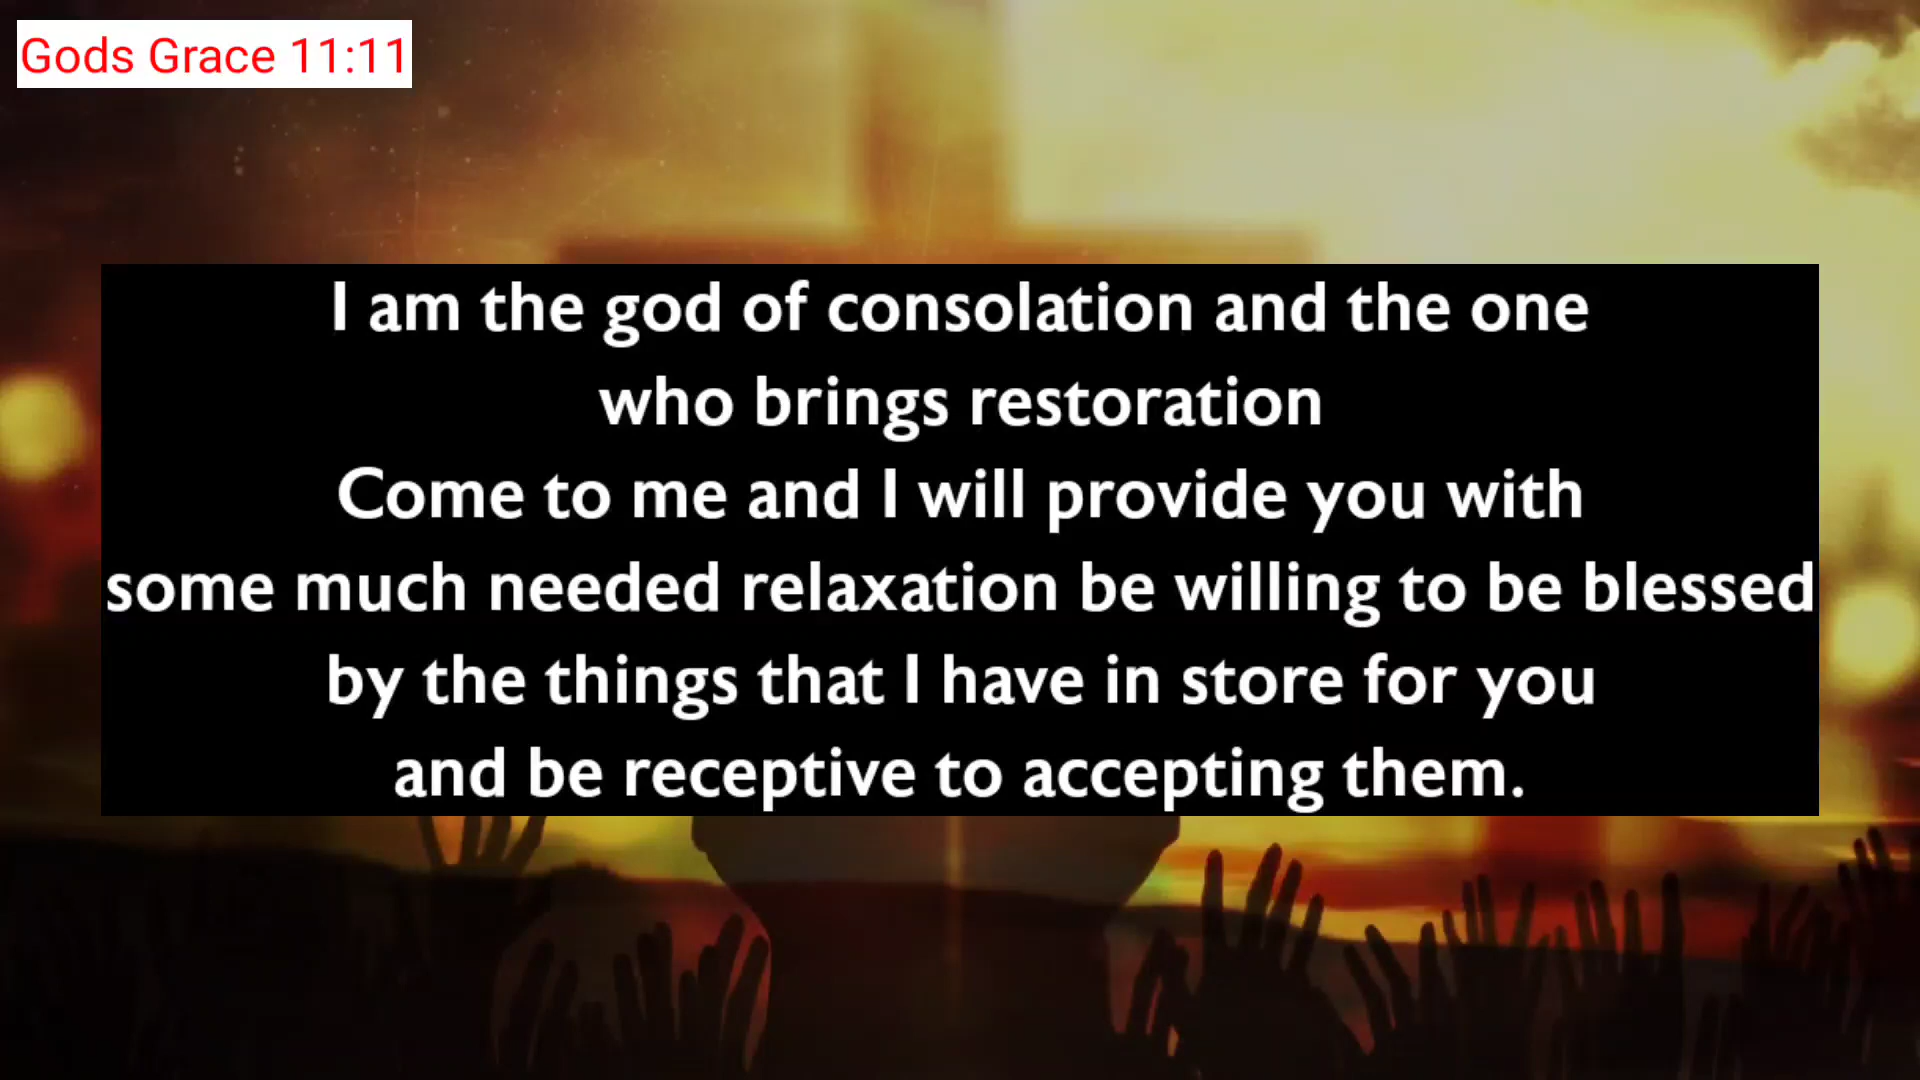 Gods Grace 11:11
I am the god of consolation and the one
who brings restoration
Come to me and I will provide you with
some much needed relaxation be willing to be blessed
by the things that I have in store for you
and be receptive to accepting them.